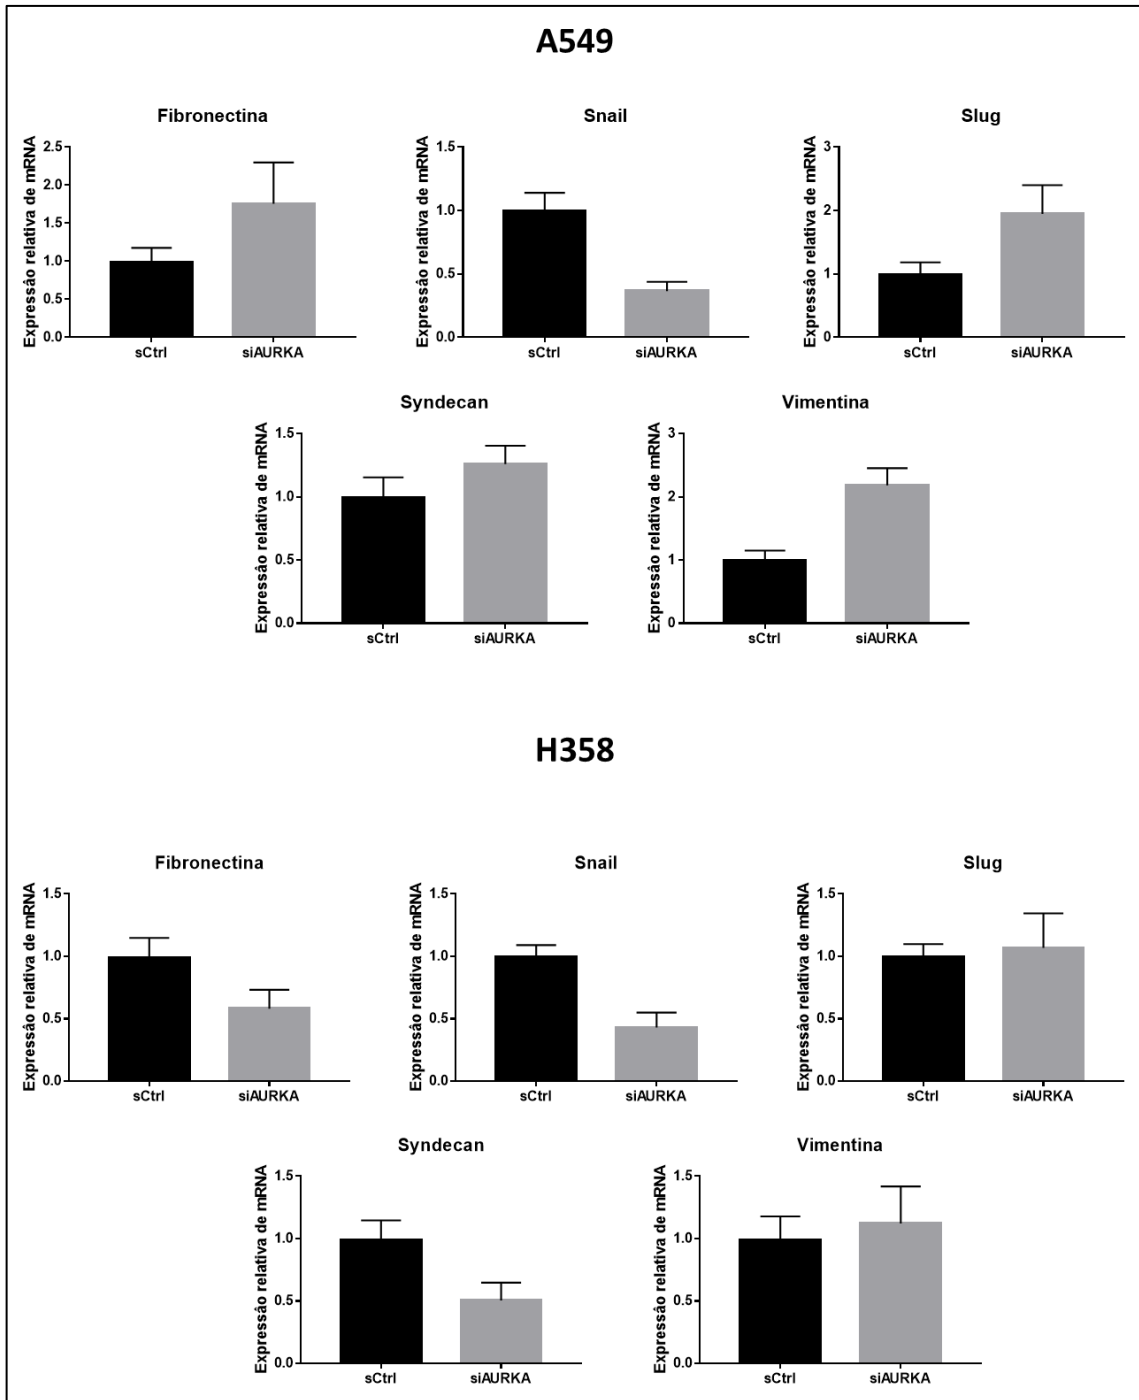 A549
Fibronectina
Expressão relativa de mRNA
2.5
2.0
1.5
1.0
0.5
0.0
sCtrl
siAURKA
Snail
Expressão relativa de mRNA
1.5
1.0
0.5
0.0
sCtrl
siAURKA
Slug
Expressão relativa de mRNA
3
2
1
0
sCtrl
siAURKA
Syndecan
Expressão relativa de mRNA
1.5
1.0
0.5
0.0
sCtrl
siAURKA
Vimentina
Expressão relativa de mRNA
3
2
1
0
sCtrl
siAURKA
H358
Fibronectina
Expressão relativa de mRNA
1.5
1.0
0.5
0.0
sCtrl
siAURKA
Snail
Expressão relativa de mRNA
1.5
1.0
0.5
0.0
sCtrl
siAURKA
Slug
Expressão relativa de mRNA
1.5
1.0
0.5
0.0
sCtrl
siAURKA
Syndecan
Expressão relativa de mRNA
1.5
1.0
0.5
0.0
sCtrl
siAURKA
Vimentina
Expressão relativa de mRNA
1.5
1.0
0.5
0.0
sCtrl
siAURKA